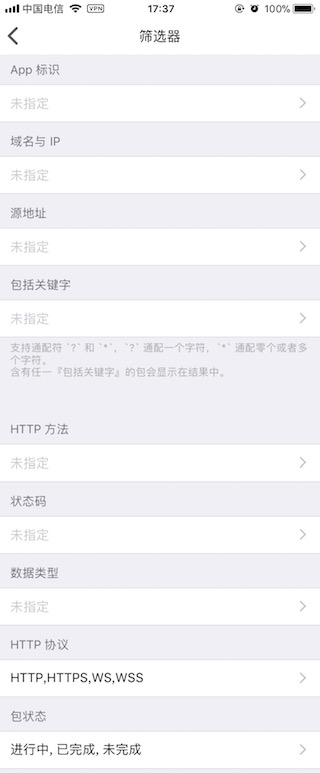 中国电信 VPN 17:37 100%
筛选器
App 标识
未指定
域名与 IP
未指定
源地址
未指定
包括关键字
未指定
支持通配符 `?` 和 `*`，`?` 通配一个字符，`*` 通配零个或者多
个字符。
含有任一『包括关键字』的包会显示在结果中。
HTTP 方法
未指定
状态码
未指定
数据类型
未指定
HTTP 协议
HTTP,HTTPS,WS,WSS
包状态
进行中, 已完成, 未完成